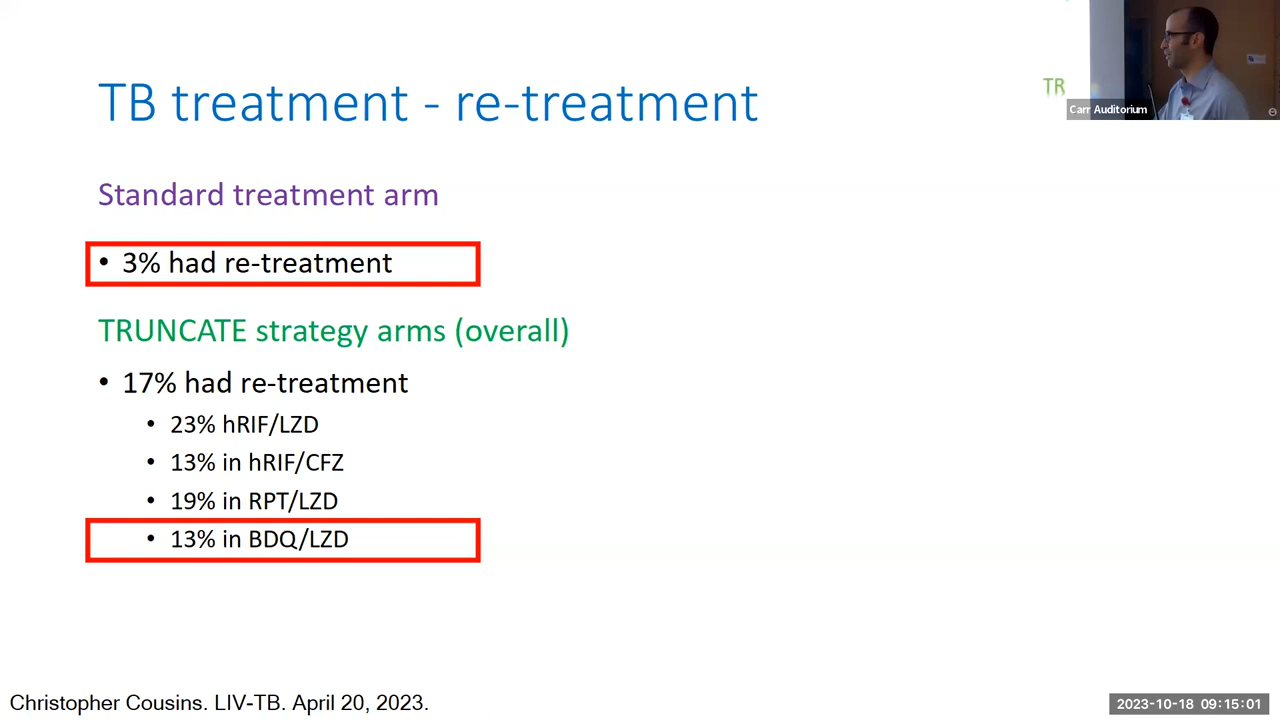 TB treatment - re-treatment
TR
Carr Auditorium
Standard treatment arm
• 3% had re-treatment
TRUNCATE strategy arms (overall)
• 17% had re-treatment
• 23% hRIF/LZD
• 13% in hRIF/CFZ
• 19% in RPT/LZD
• 13% in BDQ/LZD
Christopher Cousins. LIV-TB. April 20, 2023.
2023-10-18 09:15:01